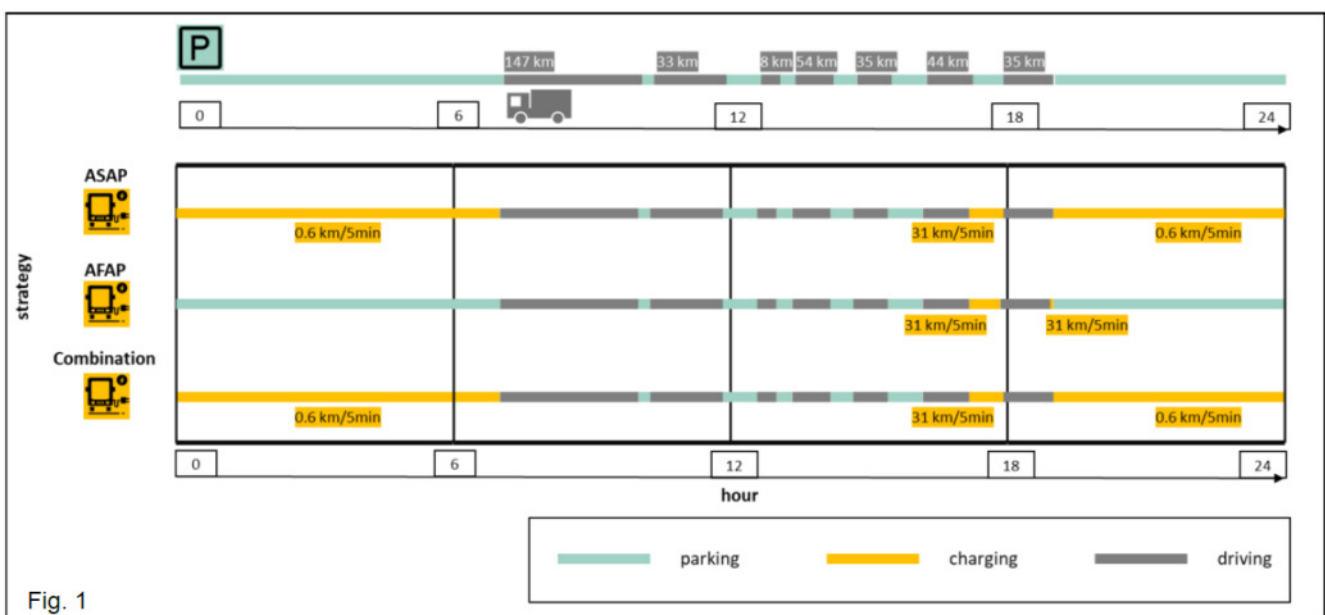 P
147 km 33 km 8 km 54 km 35 km 44 km 35 km
0 6 12 18 24
ASAP
0.6 km/5min 31 km/5min 0.6 km/5min
strategy
AFAP
31 km/5min 31 km/5min
Combination
0.6 km/5min 31 km/5min 0.6 km/5min
0 6 12 18 24
hour
parking charging driving
Fig. 1